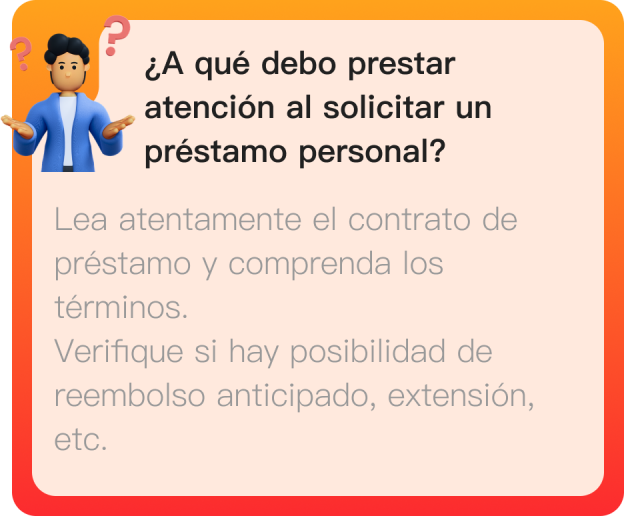 ¿A qué debo prestar
atención al solicitar un
préstamo personal?
Lea atentamente el contrato de
préstamo y comprenda los
términos.
Verifique si hay posibilidad de
reembolso anticipado, extensión,
etc.